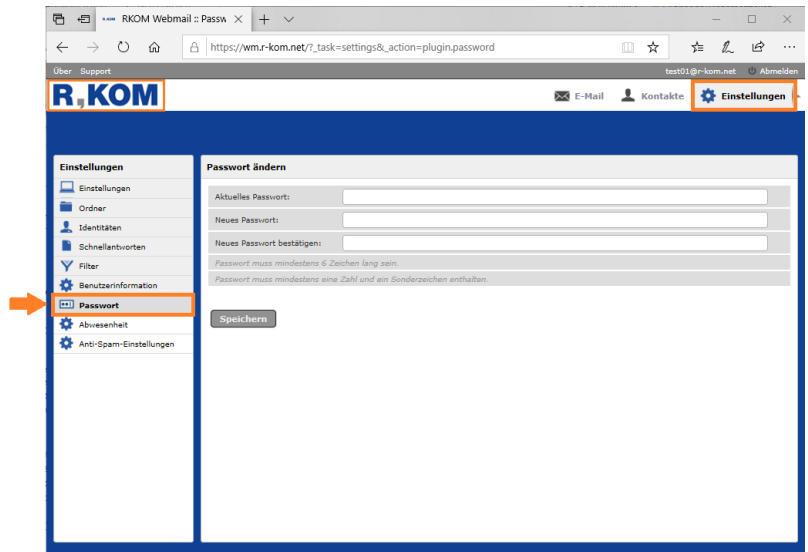 RKOM Webmail :: Passw
https://wm.r-kom.net/?_task=settings&_action=plugin.password
Über Support test01@r-kom.net Abmelden
R,KOM E-Mail Kontakte Einstellungen
Einstellungen
Einstellungen
Ordner
Identitäten
Schnellantworten
Filter
Benutzerinformation
Passwort
Abwesenheit
Anti-Spam-Einstellungen
Passwort ändern
Aktuelles Passwort:
Neues Passwort:
Neues Passwort bestätigen:
Passwort muss mindestens 6 Zeichen lang sein.
Passwort muss mindestens eine Zahl und ein Sonderzeichen enthalten.
Speichern